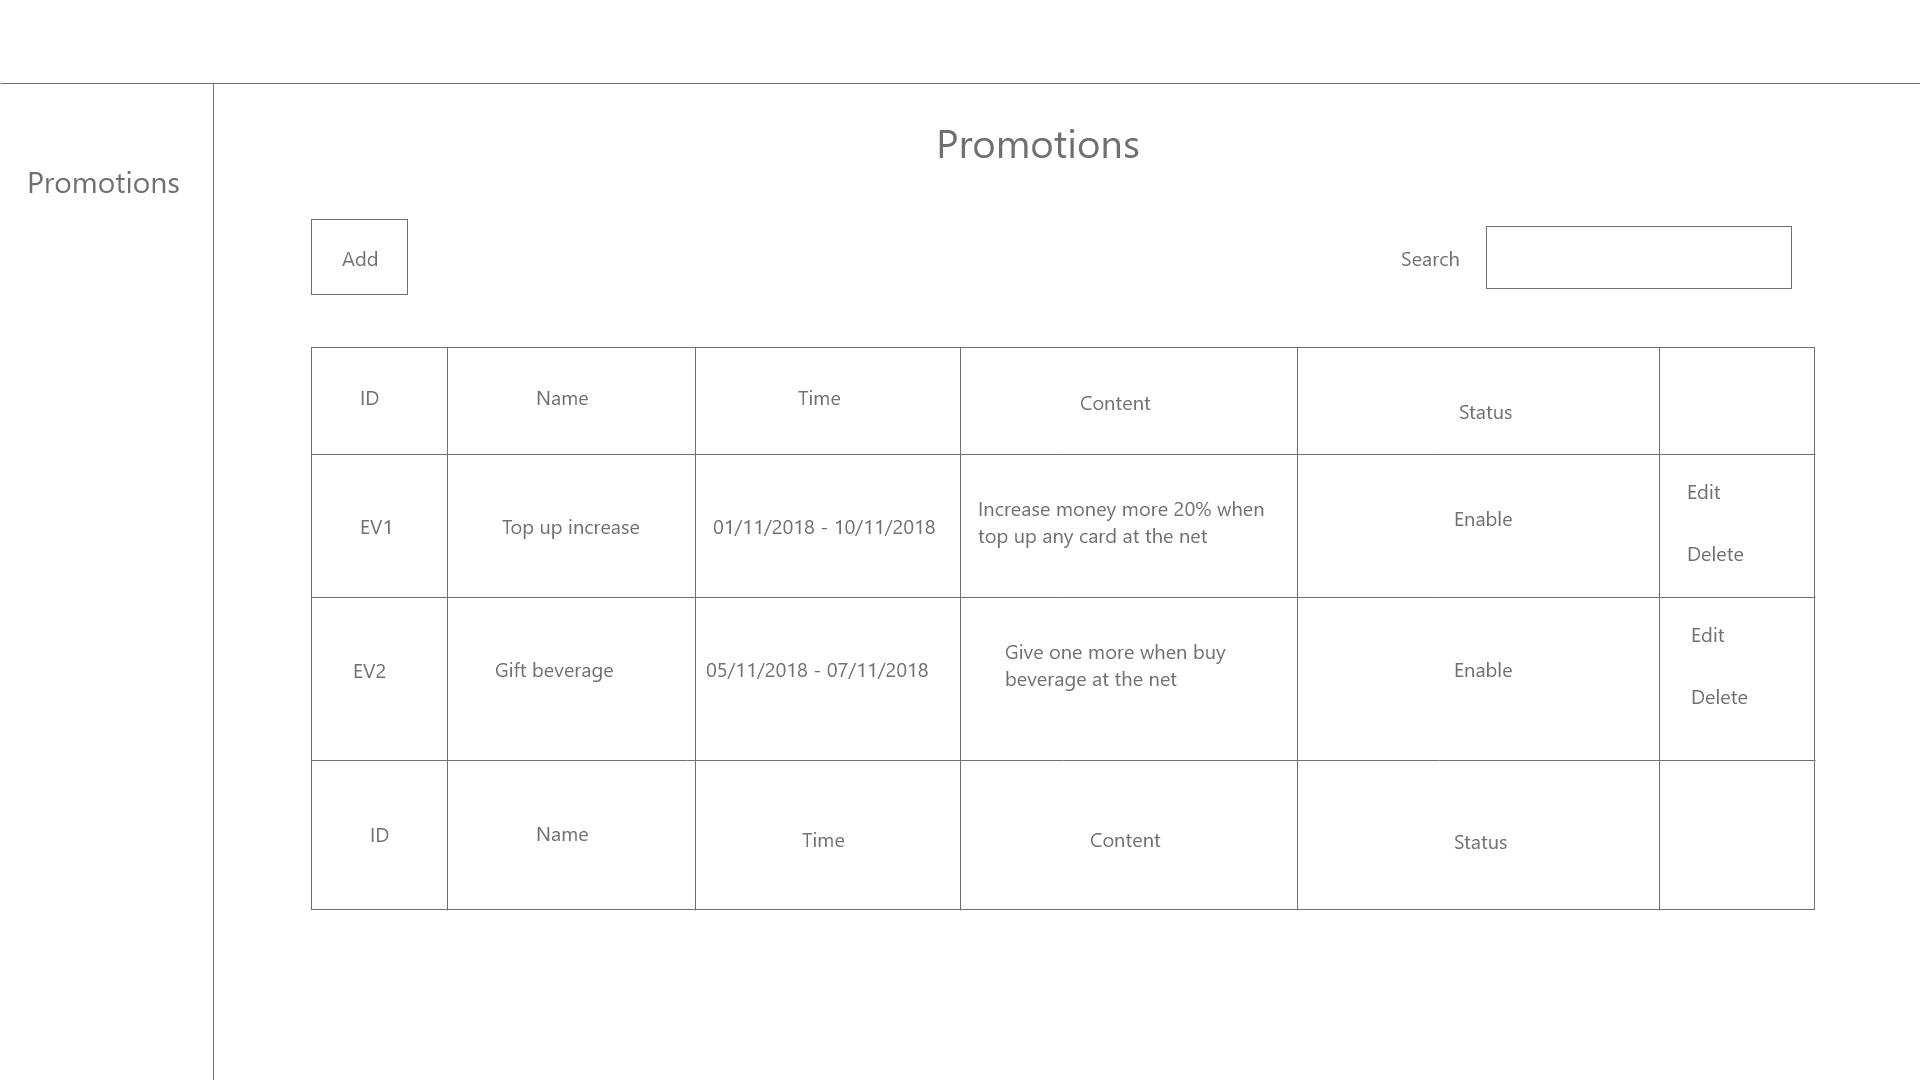 Promotions
Promotions
Add
Search
ID Name Time Content Status
EV1 Top up increase 01/11/2018 - 10/11/2018 Increase money more 20% when
top up any card at the net Enable Edit
Delete
EV2 Gift beverage 05/11/2018 - 07/11/2018 Give one more when buy
beverage at the net Enable Edit
Delete
ID Name Time Content Status